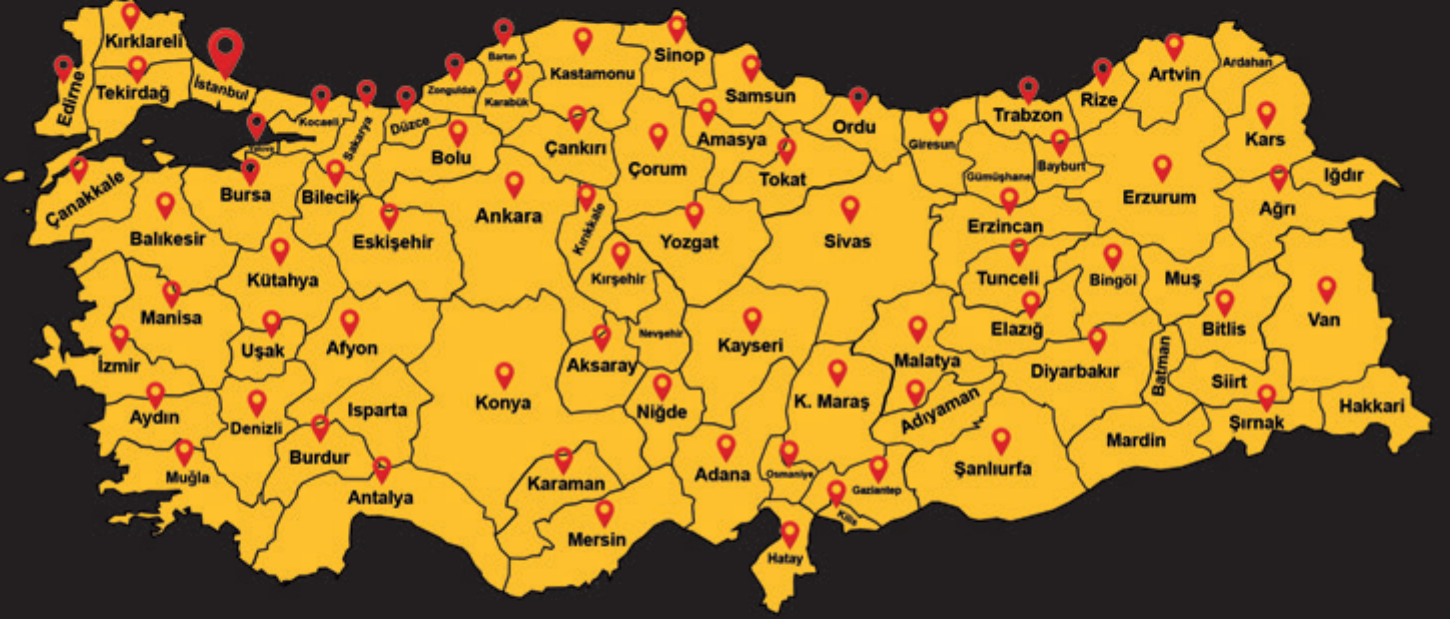 Kırklareli
Edirne
Tekirdağ
İstanbul
Kocaeli
Yalova
Sakarya
Düzce
Zonguldak
Bartın
Karabük
Kastamonu
Sinop
Samsun
Bolu
Çankırı
Çorum
Amasya
Tokat
Ordu
Giresun
Trabzon
Rize
Artvin
Ardahan
Kars
Gümüşhane
Bayburt
Erzurum
Iğdır
Ağrı
Çanakkale
Bursa
Bilecik
Balıkesir
Eskişehir
Ankara
Kırıkkale
Yozgat
Sivas
Erzincan
Kütahya
Kırşehir
Tunceli
Bingöl
Muş
Manisa
Uşak
Afyon
İzmir
Nevşehir
Aksaray
Kayseri
Malatya
Elazığ
Bitlis
Van
Diyarbakır
Batman
Siirt
Aydın
Denizli
Isparta
Konya
Niğde
K. Maraş
Adıyaman
Mardin
Şırnak
Hakkari
Muğla
Burdur
Antalya
Karaman
Adana
Osmaniye
Gaziantep
Şanlıurfa
Kilis
Mersin
Hatay